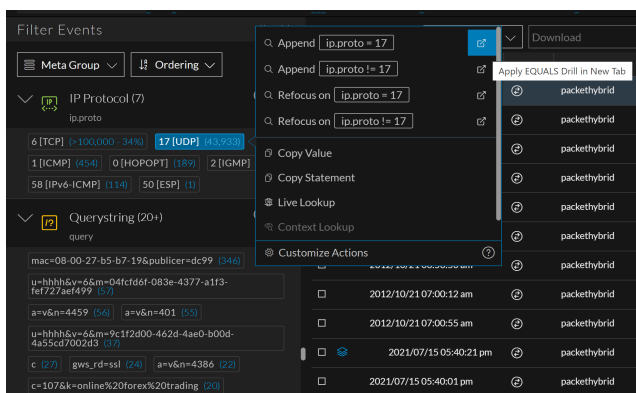 Filter Events
Meta Group
Ordering
IP Protocol (7)
ip.proto
6 [TCP] (>100,000 - 34%)
17 [UDP] (43,933)
1 [ICMP] (454)
0 [HOPOPT] (189)
2 [IGMP]
58 [IPv6-ICMP] (114)
50 [ESP] (1)
Querystring (20+)
query
mac=08-00-27-b5-b7-19&publicer=dc99 (346)
u=hhhh&v=6&m=04fcfd6f-083e-4377-a1f3-
fef727aef499 (57)
a=v&n=4459 (56)
a=v&n=401 (55)
u=hhhh&v=6&m=9c1f2d00-462d-4ae0-b00d-
4a55cd7002d3 (37)
c (27)
gws_rd=ssl (24)
a=v&n=4386 (22)
c=107&k=online%20forex%20trading (20)
Append ip.proto = 17
Append ip.proto != 17
Refocus on ip.proto = 17
Refocus on ip.proto != 17
Copy Value
Copy Statement
Live Lookup
Context Lookup
Customize Actions
Download
Apply EQUALS Drill in New Tab
packethybrid
packethybrid
packethybrid
packethybrid
packethybrid
packethybrid
packethybrid
2012/10/21 07:00:12 am packethybrid
2012/10/21 07:00:55 am packethybrid
2021/07/15 05:40:21 pm packethybrid
2021/07/15 05:40:01 pm packethybrid